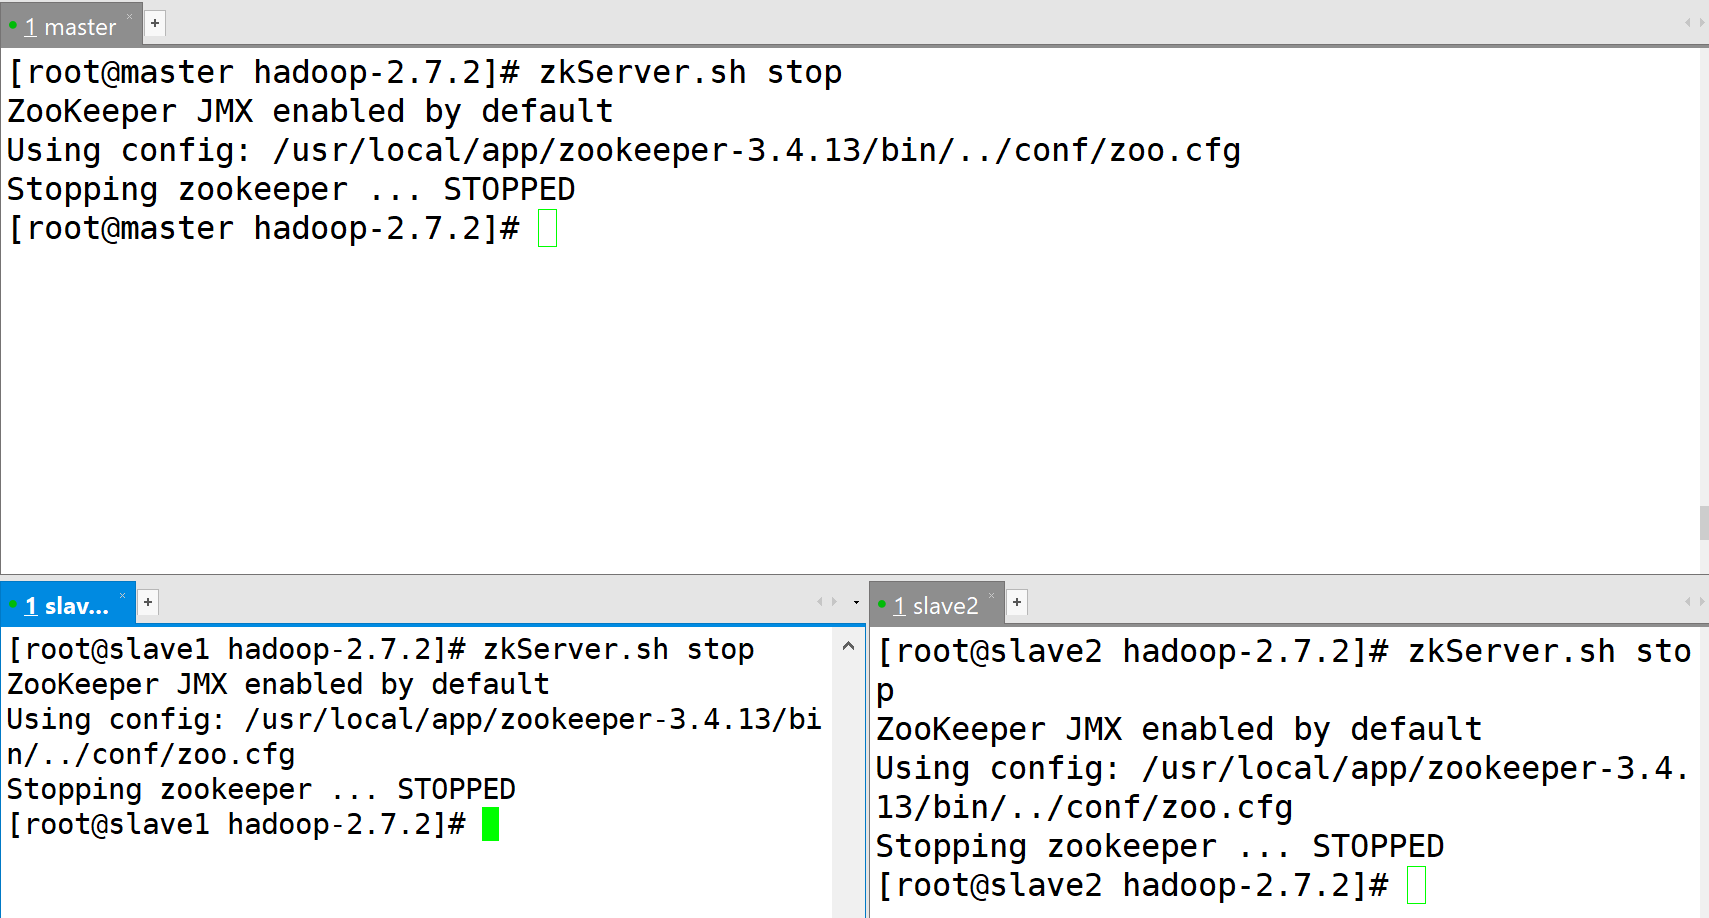 1 master
[root@master hadoop-2.7.2]# zkServer.sh stop
ZooKeeper JMX enabled by default
Using config: /usr/local/app/zookeeper-3.4.13/bin/../conf/zoo.cfg
Stopping zookeeper ... STOPPED
[root@master hadoop-2.7.2]#
1 slav...
[root@slave1 hadoop-2.7.2]# zkServer.sh stop
ZooKeeper JMX enabled by default
Using config: /usr/local/app/zookeeper-3.4.13/bi
n/../conf/zoo.cfg
Stopping zookeeper ... STOPPED
[root@slave1 hadoop-2.7.2]#
1 slave2
[root@slave2 hadoop-2.7.2]# zkServer.sh sto
p
ZooKeeper JMX enabled by default
Using config: /usr/local/app/zookeeper-3.4.
13/bin/../conf/zoo.cfg
Stopping zookeeper ... STOPPED
[root@slave2 hadoop-2.7.2]#